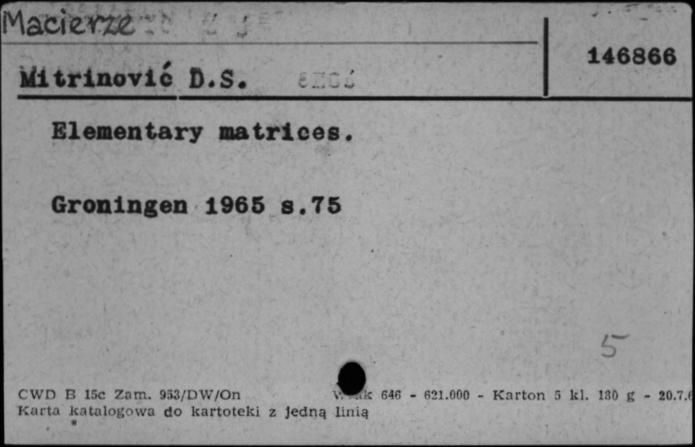 Macierze
146866
Mitrinović D.S.
Elementary matrices.
Groningen 1965 s.75
5
CWD B 15c Zam. 953/DW/On 646 - 621.000 - Karton 5 kl. 180 g - 20.7.
Karta katalogowa do kartoteki z jedną linią